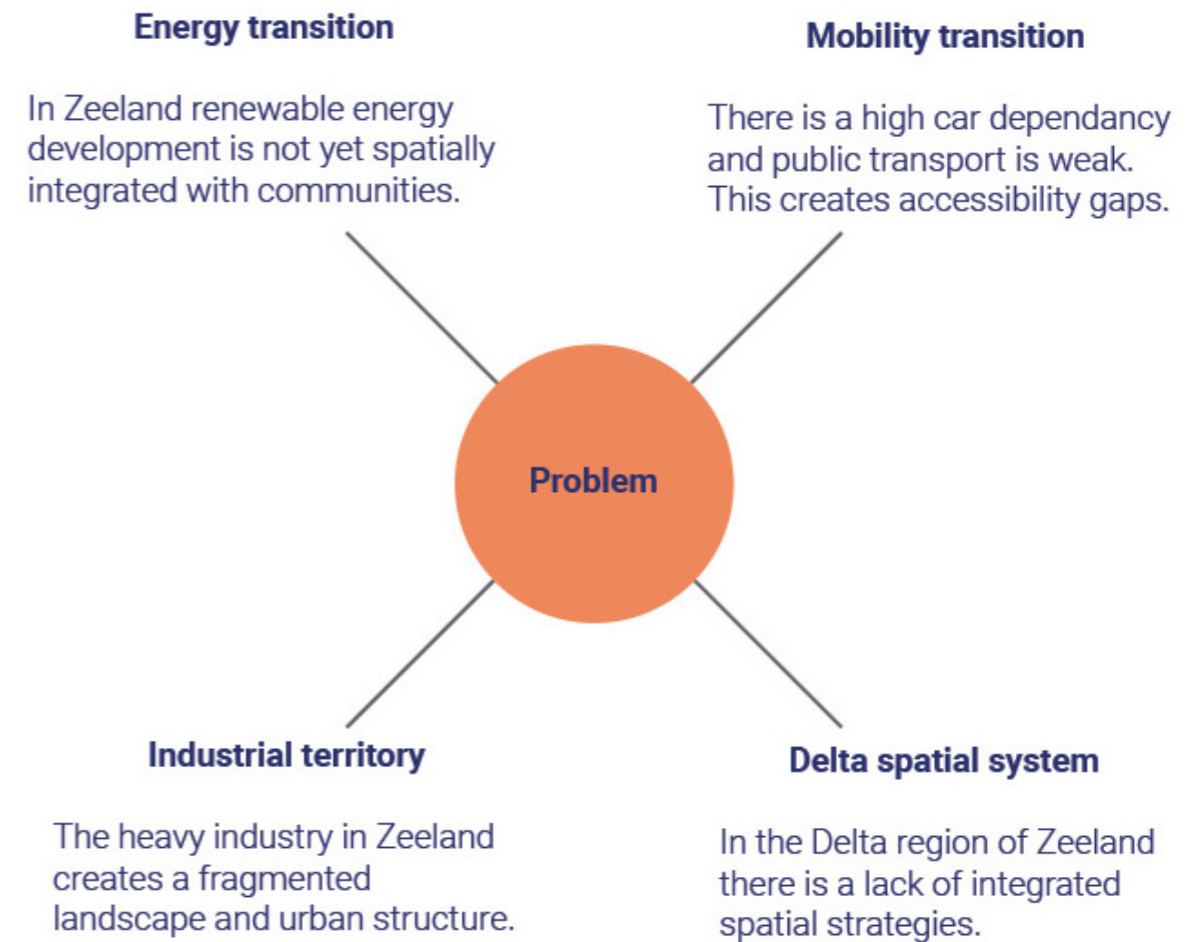 Energy transition
In Zeeland renewable energy
development is not yet spatially
integrated with communities.
Mobility transition
There is a high car dependancy
and public transport is weak.
This creates accessibility gaps.
Problem
Industrial territory
The heavy industry in Zeeland
creates a fragmented
landscape and urban structure.
Delta spatial system
In the Delta region of Zeeland
there is a lack of integrated
spatial strategies.